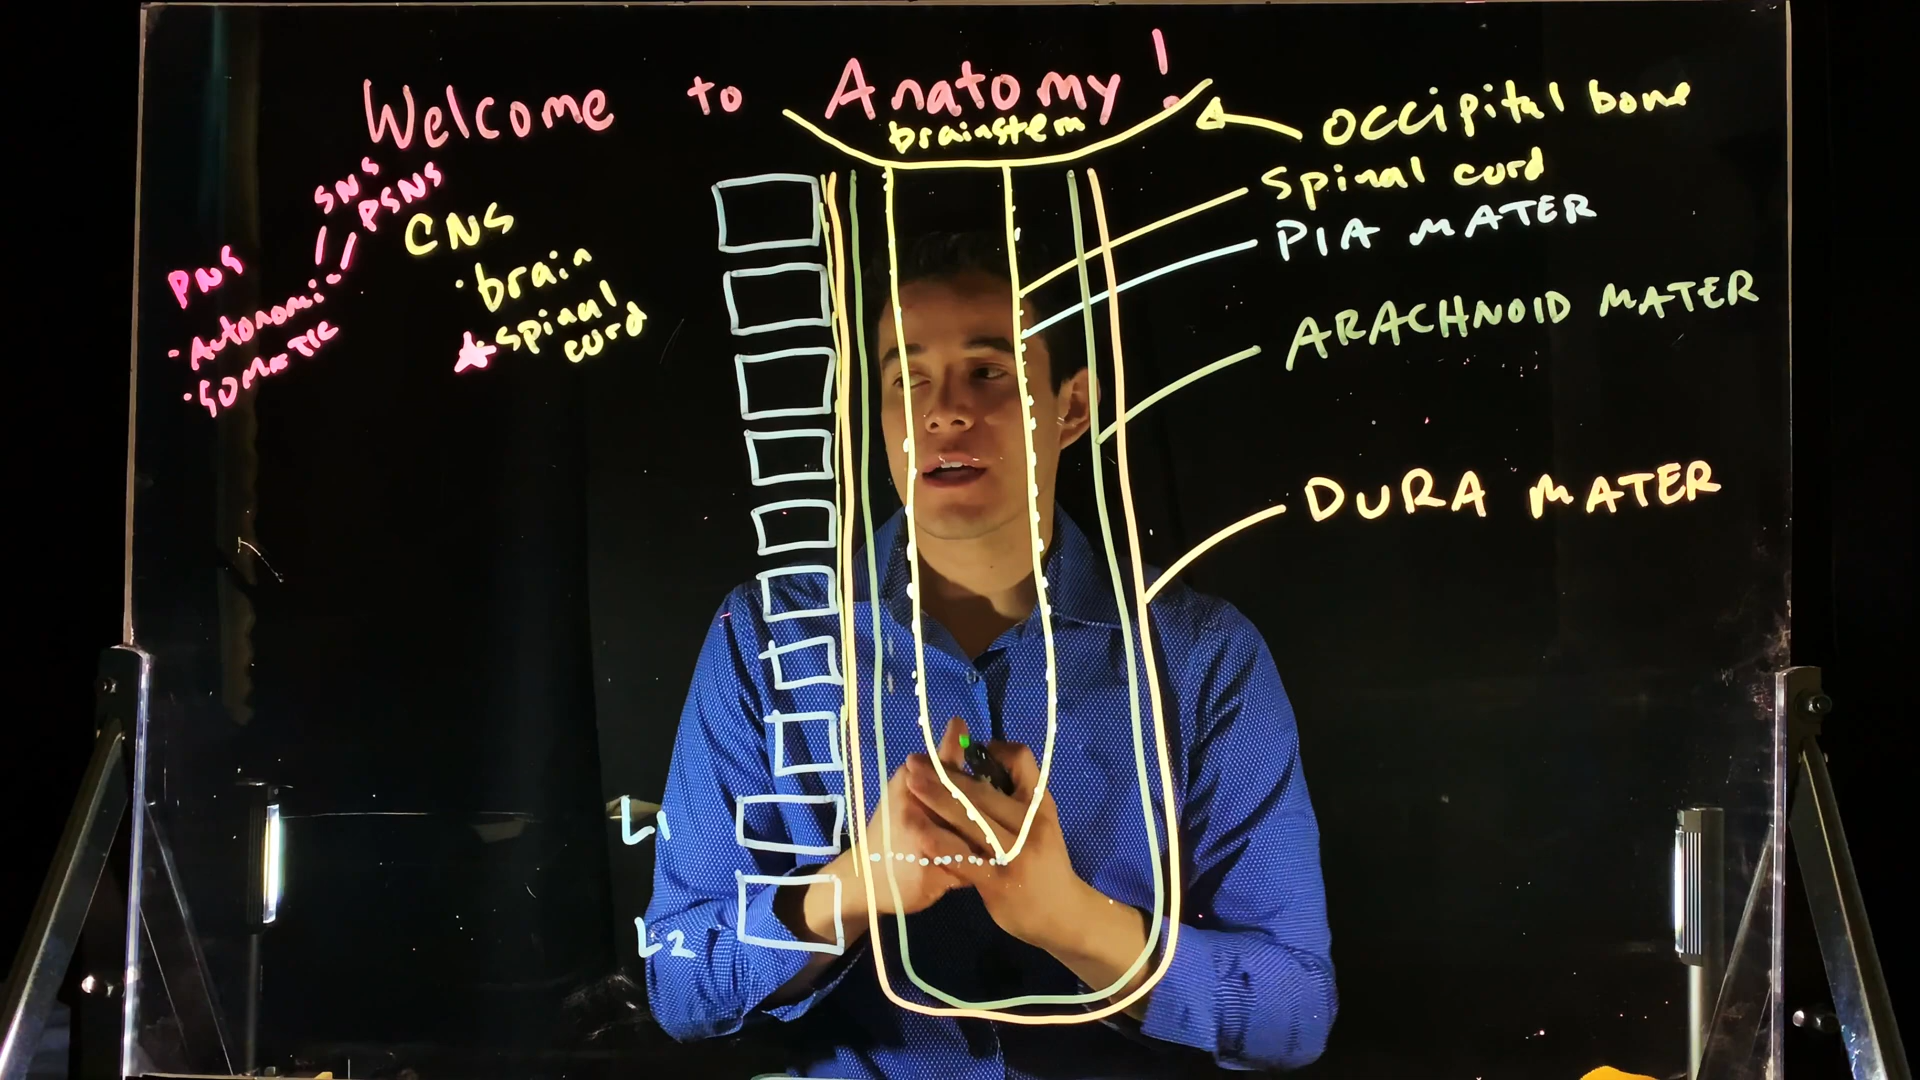 Welcome to Anatomy!
brainstem
OCCipital bone
Spinal cord
PIA MATER
ARACHNOID MATER
DURA MATER
SNS
PSNS
PNS
· Autonomic
· SOMATIC
CNS
· brain
spinal
cord
L1
L2